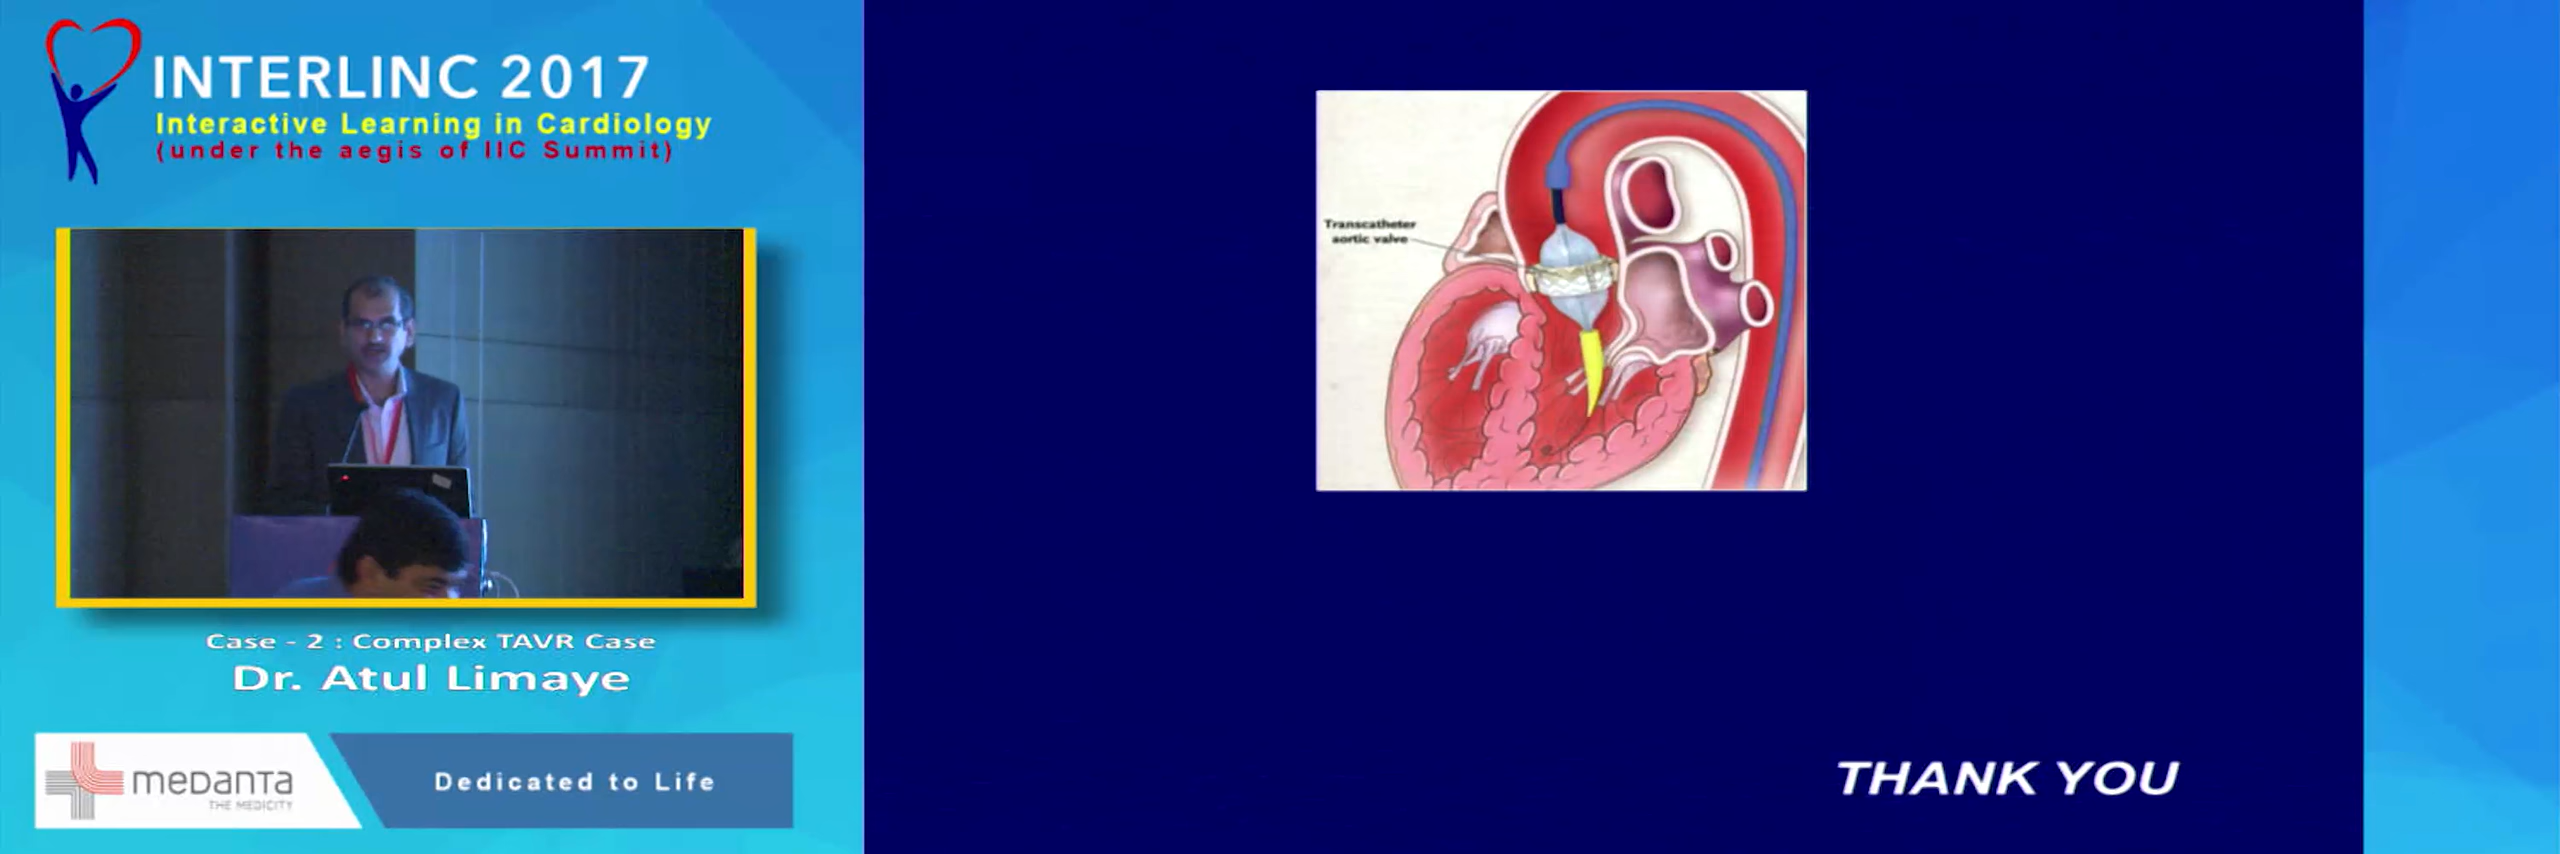 INTERLINC 2017
Interactive Learning in Cardiology
(under the aegis of IIC Summit)
Case - 2 : Complex TAVR Case
Dr. Atul Limaye
meDanTa
THE MEDICITY
Dedicated to Life
Transcatheter
aortic valve
THANK YOU